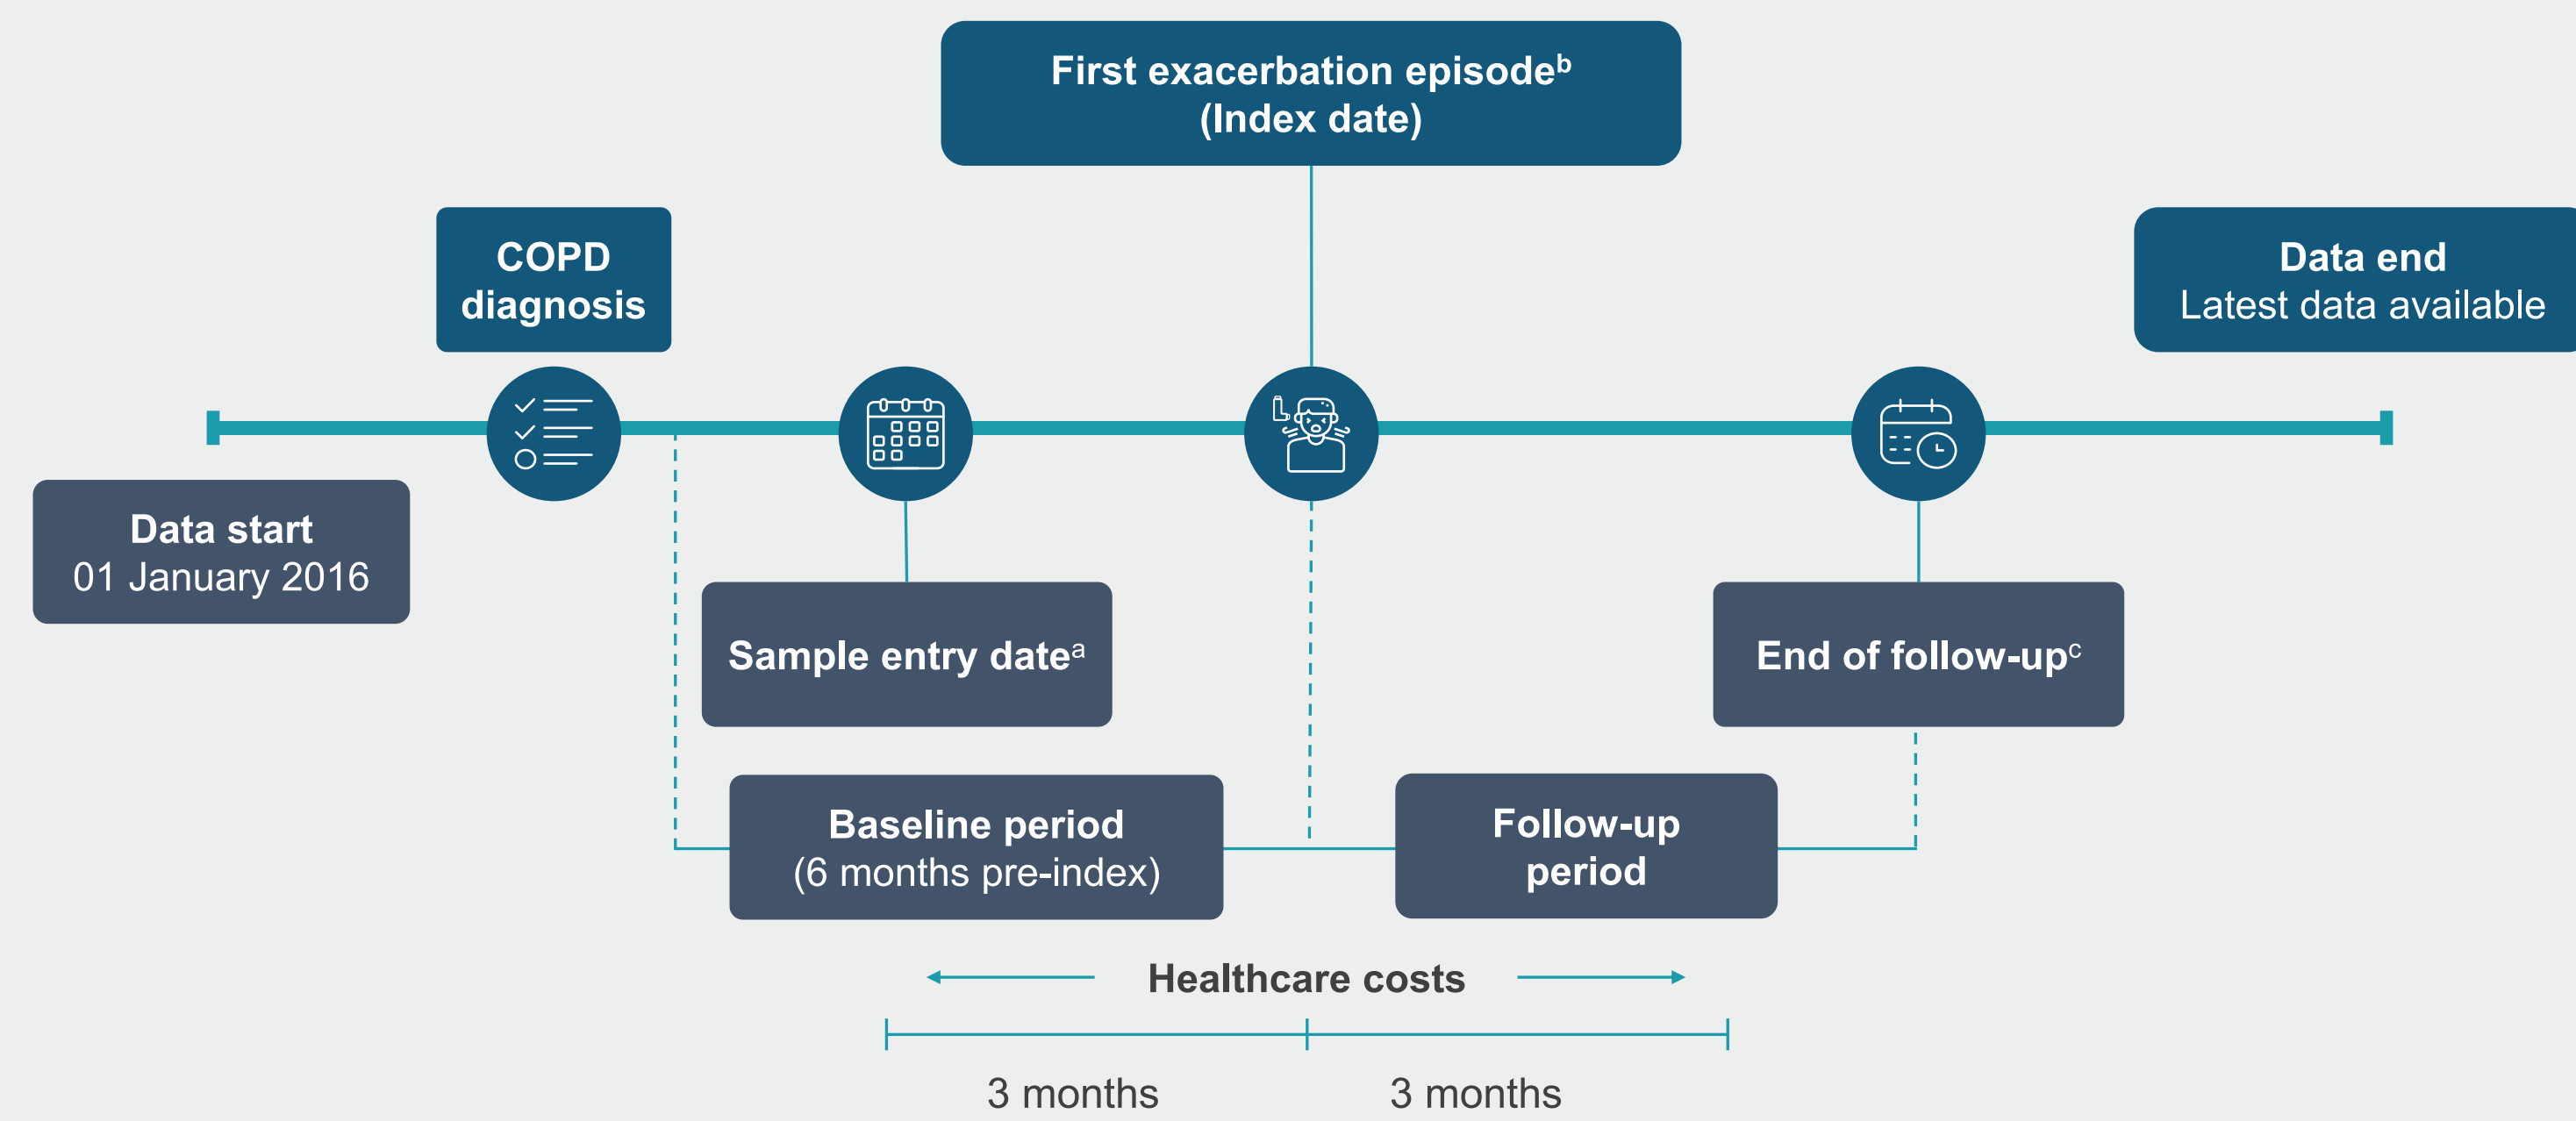 First exacerbation episodeᵇ
(Index date)
COPD
diagnosis
Data end
Latest data available
Data start
01 January 2016
Sample entry dateᵃ
End of follow-upᶜ
Baseline period
(6 months pre-index)
Follow-up
period
Healthcare costs
3 months
3 months